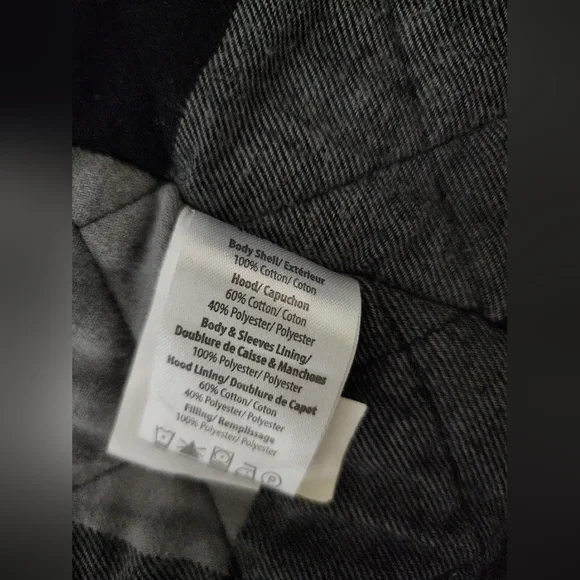 Body Shell/ Extérieur
100% Cotton/ Coton
Hood/ Capuchon
60% Cotton/ Coton
40% Polyester/ Polyester
Body & Sleeves Lining/
Doublure de Caisse & Manchons
100% Polyester/ Polyester
Hood Lining/ Doublure de Capot
60% Cotton/ Coton
40% Polyester/ Polyester
Filling/ Remplissage
100% Polyester/ Polyester
P